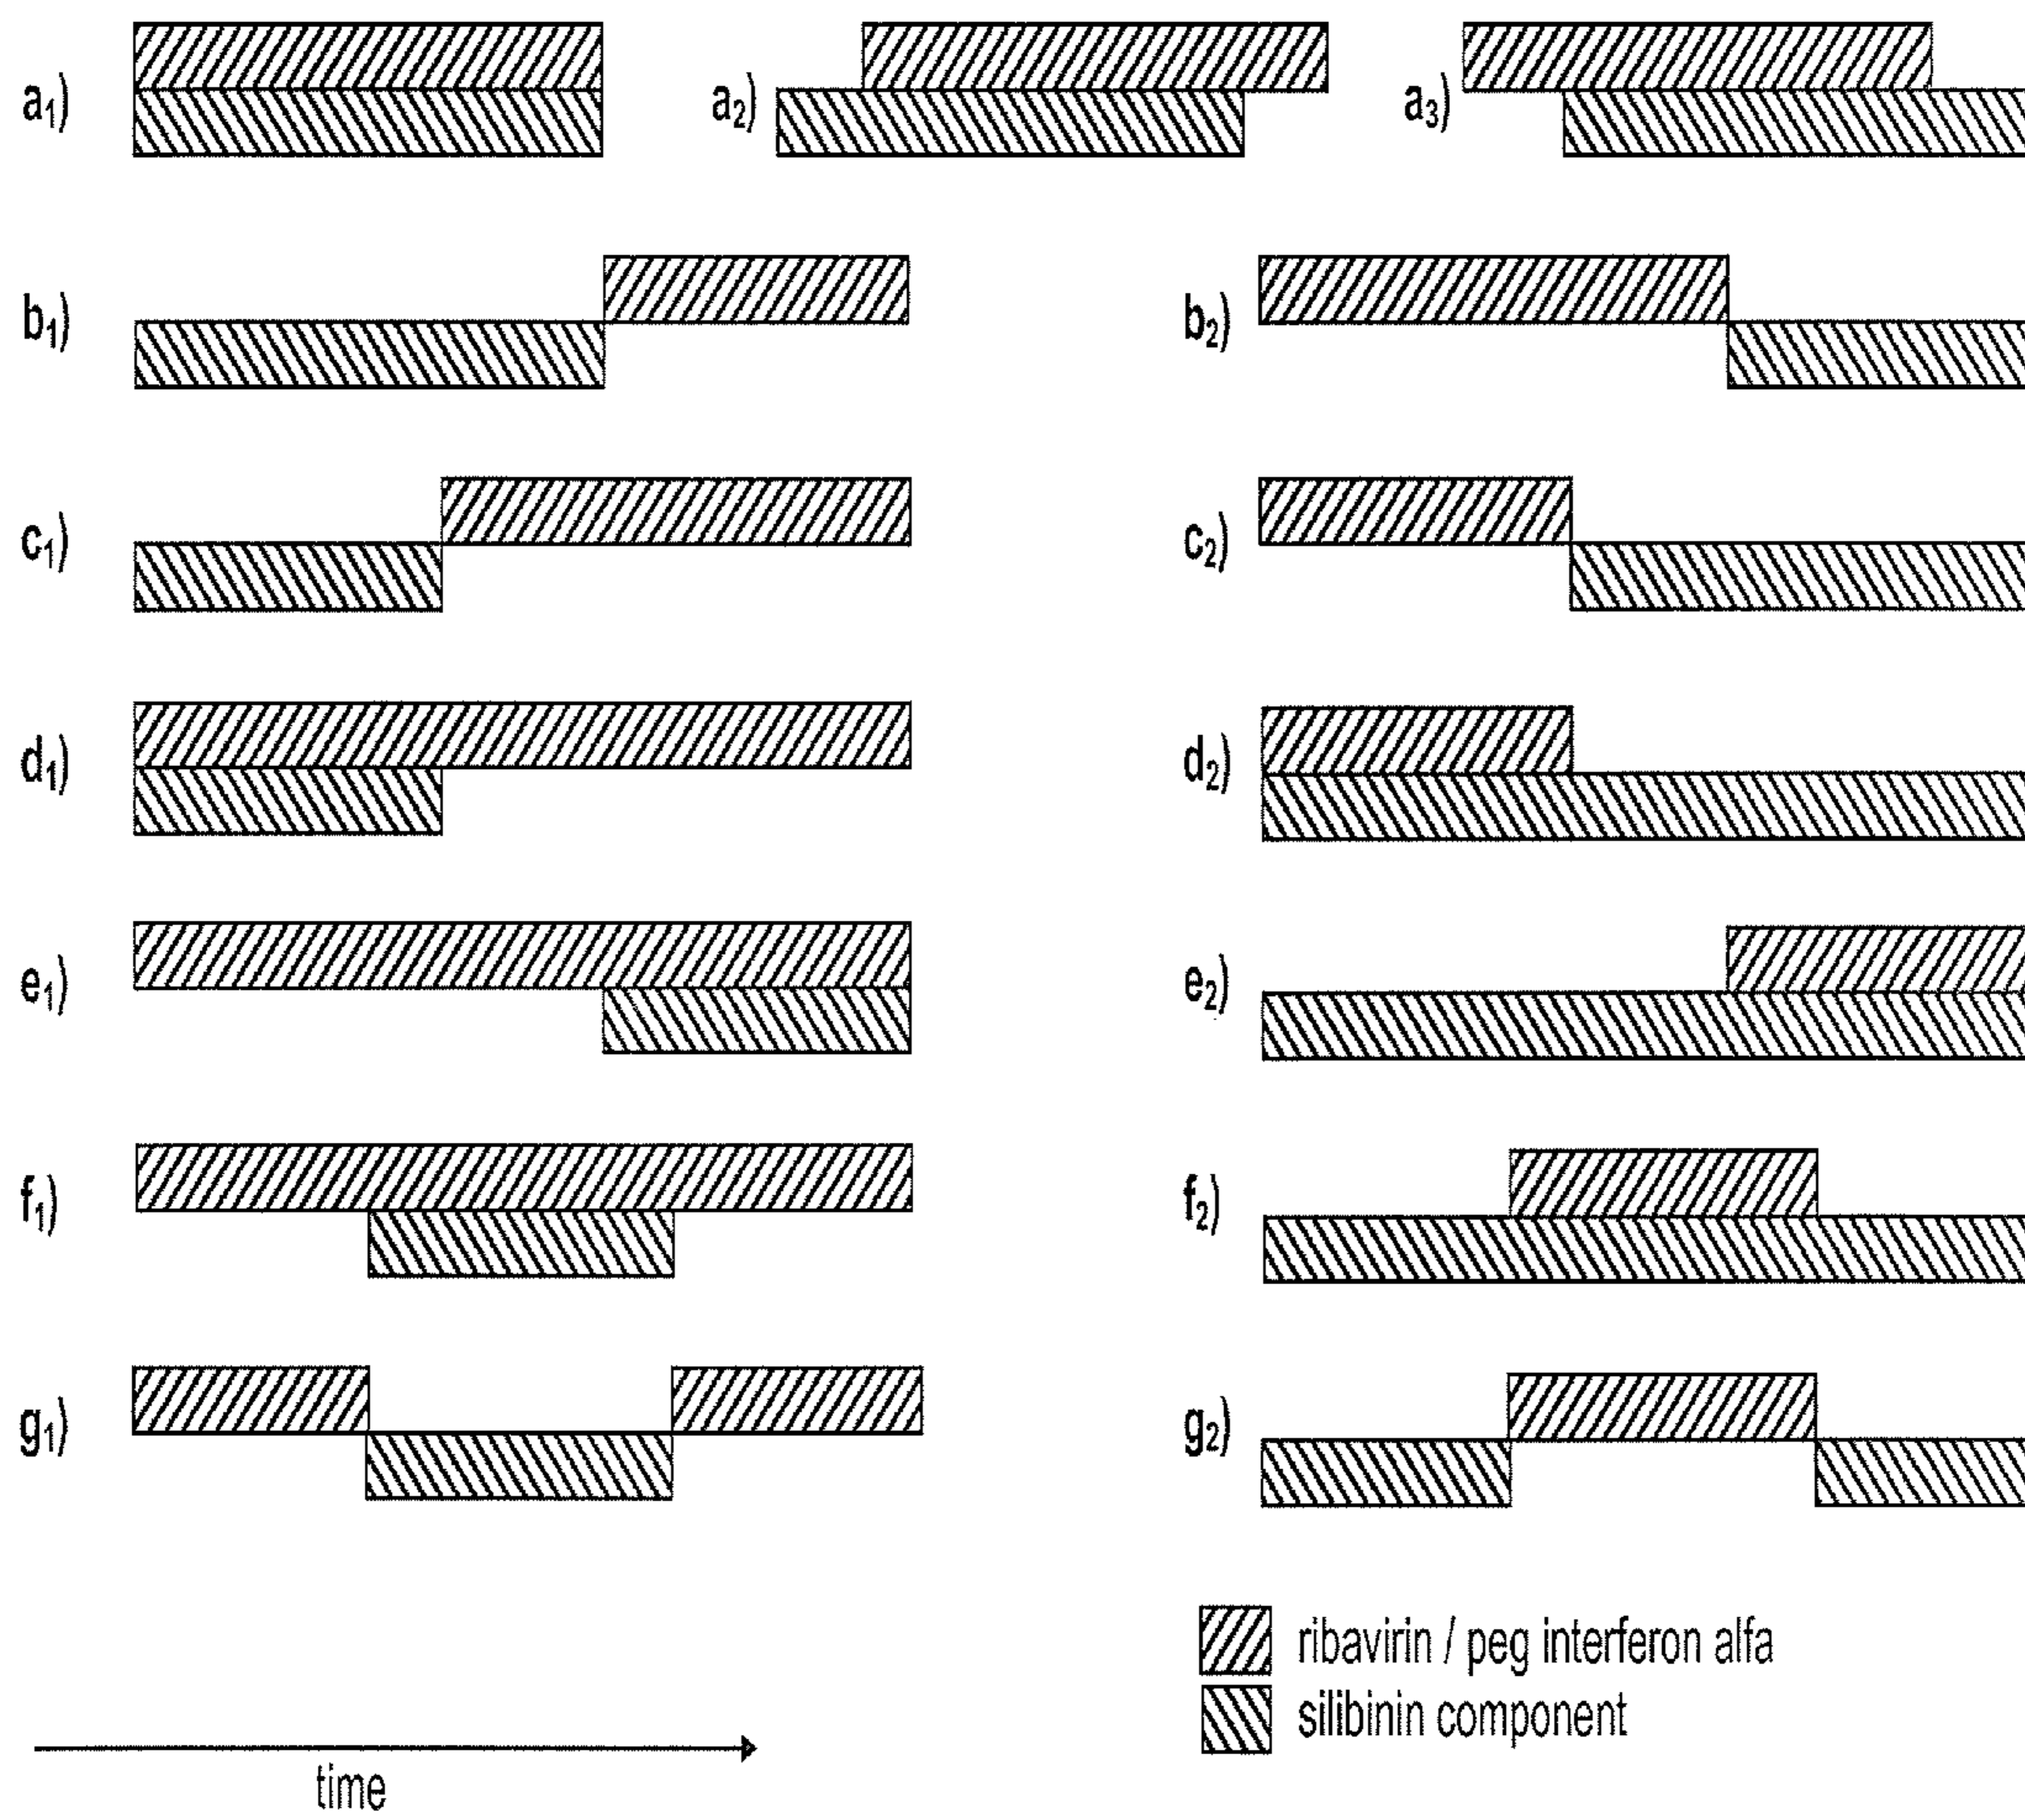 a₁) a₂) a₃)
b₁) b₂)
c₁) c₂)
d₁) d₂)
e₁) e₂)
f₁) f₂)
g₁) g₂)
ribavirin / peg interferon alfa
silibinin component
time